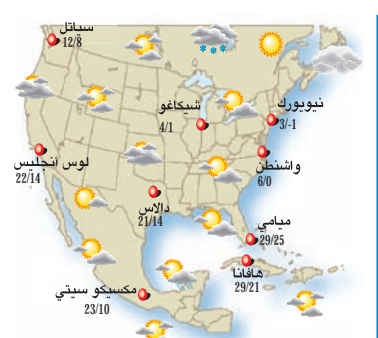 سياتل
12/8
شيكاغو
4/1
نيويورك
3/-1
لوس انجليس
22/14
واشنطن
6/0
دالاس
21/14
ميامي
29/25
هافانا
29/21
مكسيكو سيتي
23/10